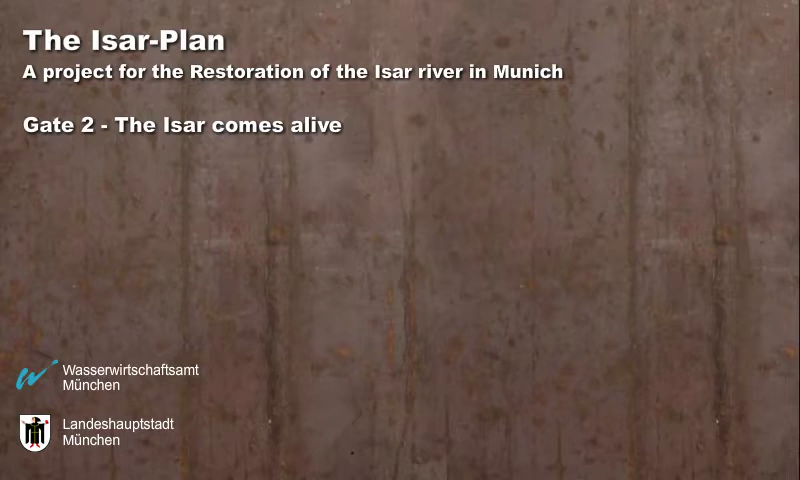 The Isar-Plan
A project for the Restoration of the Isar river in Munich
Gate 2 - The Isar comes alive
Wasserwirtschaftsamt
München
Landeshauptstadt
München